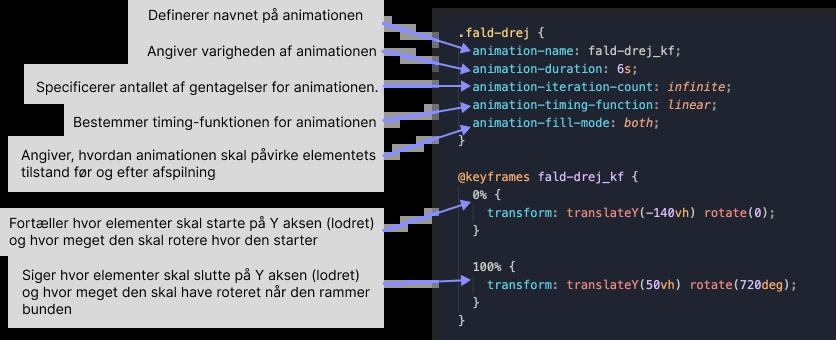 Definerer navnet på animationen
Angiver varigheden af animationen
Specificerer antallet af gentagelser for animationen.
Bestemmer timing-funktionen for animationen
Angiver, hvordan animationen skal påvirke elementets
tilstand før og efter afspilning
Fortæller hvor elementer skal starte på Y aksen (lodret)
og hvor meget den skal rotere hvor den starter
Siger hvor elementer skal slutte på Y aksen (lodret)
og hvor meget den skal have roteret når den rammer
bunden
.fald-drej {
animation-name: fald-drej_kf;
animation-duration: 6s;
animation-iteration-count: infinite;
animation-timing-function: linear;
animation-fill-mode: both;
}
@keyframes fald-drej_kf {
0% {
transform: translateY(-140vh) rotate(0);
}
100% {
transform: translateY(50vh) rotate(720deg);
}
}